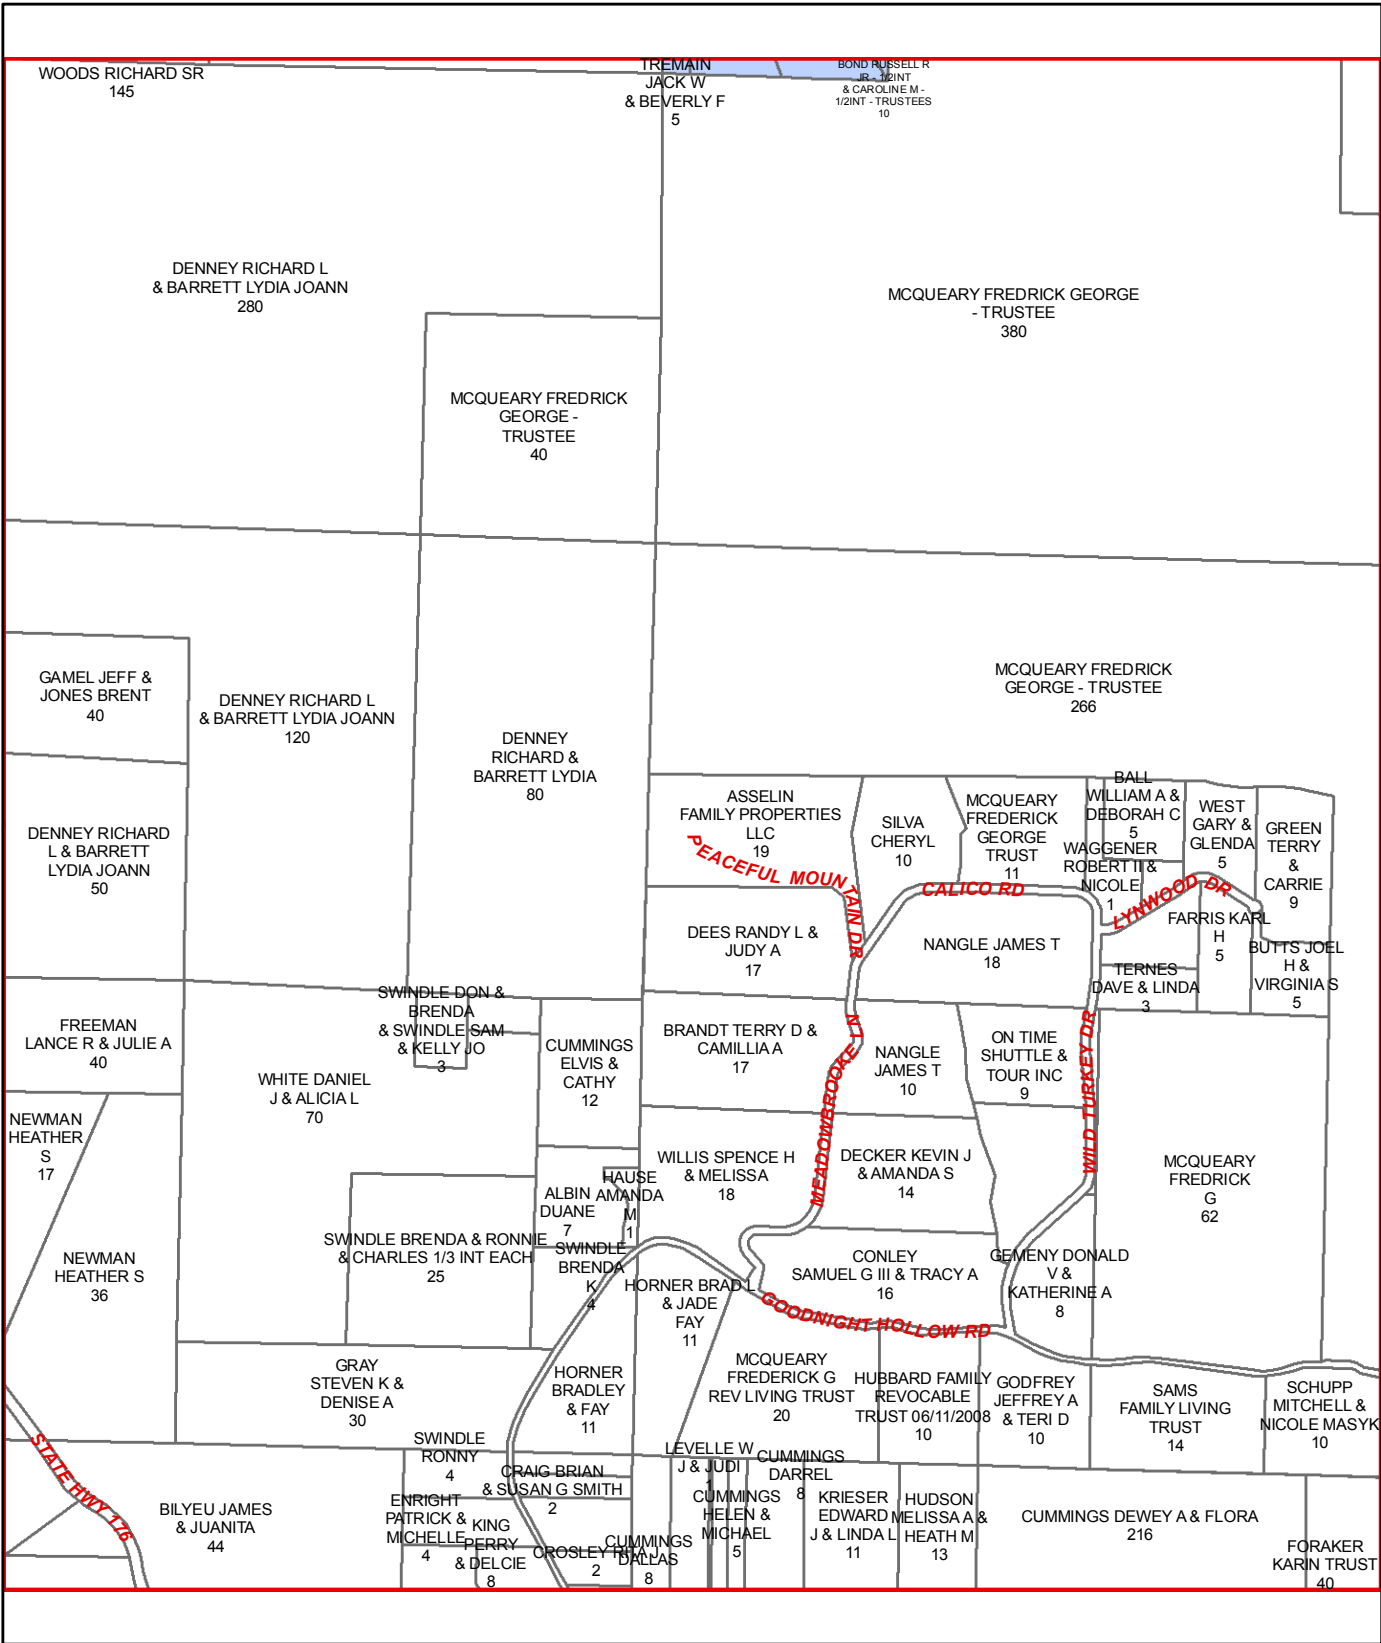 WOODS RICHARD SR
145
TREMAIN
JACK W
& BEVERLY F
5
BOND RUSSELL R
JR - 1/2INT
& CAROLINE M -
1/2INT - TRUSTEES
10
DENNEY RICHARD L
& BARRETT LYDIA JOANN
280
MCQUEARY FREDRICK GEORGE
- TRUSTEE
380
MCQUEARY FREDRICK
GEORGE -
TRUSTEE
40
GAMEL JEFF &
JONES BRENT
40
DENNEY RICHARD L
& BARRETT LYDIA JOANN
120
DENNEY
RICHARD &
BARRETT LYDIA
80
MCQUEARY FREDRICK
GEORGE - TRUSTEE
266
DENNEY RICHARD
L & BARRETT
LYDIA JOANN
50
ASSELIN
FAMILY PROPERTIES
LLC
19
PEACEFUL MOUNTAIN DR
SILVA
CHERYL
10
MCQUEARY
FREDERICK
GEORGE
TRUST
11
BALL
WILLIAM A &
DEBORAH C
5
WAGGENER
ROBERT II &
NICOLE
1
WEST
GARY &
GLENDA
5
GREEN
TERRY
&
CARRIE
9
CALICO RD
LYNWOOD DR
DEES RANDY L &
JUDY A
17
NANGLE JAMES T
18
FARRIS KARL
H
5
BUTTS JOEL
H &
VIRGINIA S
5
TERNES
DAVE & LINDA
3
FREEMAN
LANCE R & JULIE A
40
SWINDLE DON &
BRENDA
& SWINDLE SAM
& KELLY JO
3
WHITE DANIEL
J & ALICIA L
70
CUMMINGS
ELVIS &
CATHY
12
BRANDT TERRY D &
CAMILLIA A
17
MEADOWBROOKE LN
NANGLE
JAMES T
10
ON TIME
SHUTTLE &
TOUR INC
9
WILD TURKEY DR
NEWMAN
HEATHER
S
17
WILLIS SPENCE H
& MELISSA
18
DECKER KEVIN J
& AMANDA S
14
MCQUEARY
FREDRICK
G
62
ALBIN
DUANE
7
HAUSE
AMANDA
M
1
NEWMAN
HEATHER S
36
SWINDLE BRENDA & RONNIE
& CHARLES 1/3 INT EACH
25
SWINDLE
BRENDA
K
4
HORNER BRAD L
& JADE
FAY
11
CONLEY
SAMUEL G III & TRACY A
16
GEMENY DONALD
V &
KATHERINE A
8
GOODNIGHT HOLLOW RD
GRAY
STEVEN K &
DENISE A
30
HORNER
BRADLEY
& FAY
11
MCQUEARY
FREDERICK G
REV LIVING TRUST
20
HUBBARD FAMILY
REVOCABLE
TRUST 06/11/2008
10
GODFREY
JEFFREY A
& TERI D
10
SAMS
FAMILY LIVING
TRUST
14
SCHUPP
MITCHELL &
NICOLE MASYK
10
STATE HWY 176
BILYEU JAMES
& JUANITA
44
SWINDLE
RONNY
4
CRAIG BRIAN
& SUSAN G SMITH
2
ENRIGHT
PATRICK &
MICHELLE
4
KING
PERRY
& DELCIE
8
CROSLEY RITA J
2
CUMMINGS
DALLAS
8
LEVELLE W
J & JUDI
1
CUMMINGS
HELEN &
MICHAEL
5
CUMMINGS
DARREL
8
KRIESER
EDWARD
J & LINDA L
11
HUDSON
MELISSA A &
HEATH M
13
CUMMINGS DEWEY A & FLORA
216
FORAKER
KARIN TRUST
40